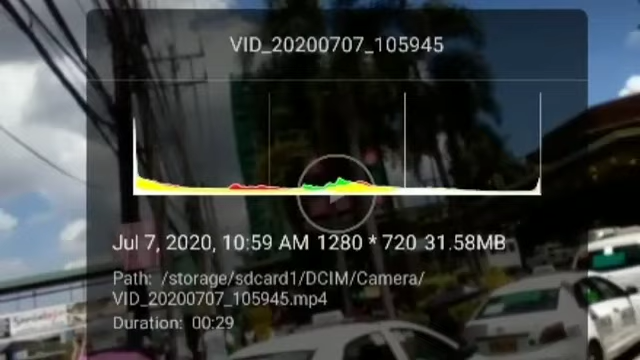 VID_20200707_105945
Jul 7, 2020, 10:59 AM 1280 * 720 31.58MB
Path: /storage/sdcard1/DCIM/Camera/
VID_20200707_105945.mp4
Duration: 00:29